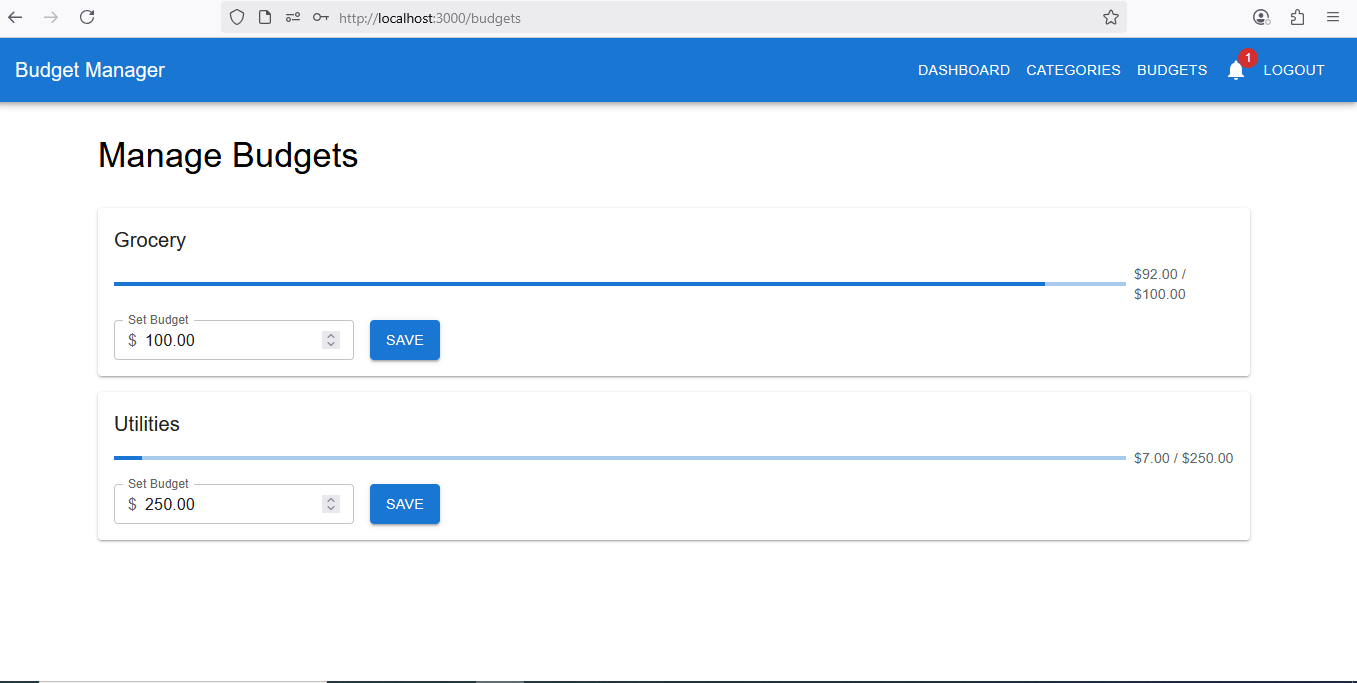 http://localhost:3000/budgets
Budget Manager
DASHBOARD
CATEGORIES
BUDGETS
1
LOGOUT
Manage Budgets
Grocery
$92.00 /
$100.00
Set Budget
$ 100.00
SAVE
Utilities
$7.00 / $250.00
Set Budget
$ 250.00
SAVE